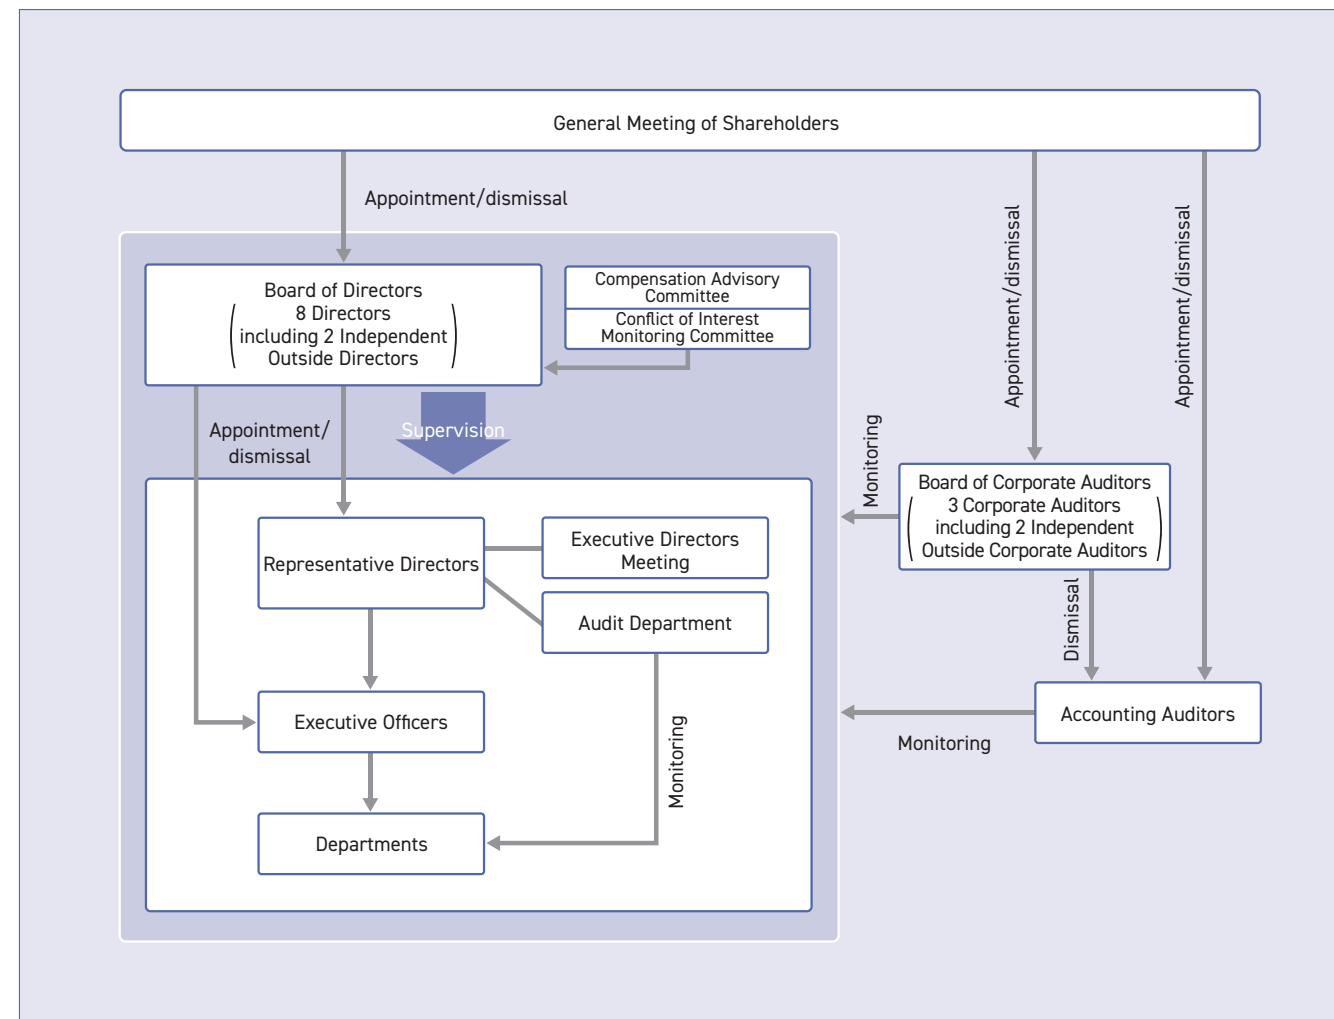 General Meeting of Shareholders
Appointment/dismissal
Appointment/dismissal
Appointment/dismissal
Board of Directors
8 Directors
including 2 Independent
Outside Directors
Compensation Advisory
Committee
Conflict of Interest
Monitoring Committee
Appointment/
dismissal
Supervision
Monitoring
Board of Corporate Auditors
3 Corporate Auditors
including 2 Independent
Outside Corporate Auditors
Representative Directors
Executive Directors
Meeting
Audit Department
Dismissal
Executive Officers
Monitoring
Accounting Auditors
Monitoring
Departments